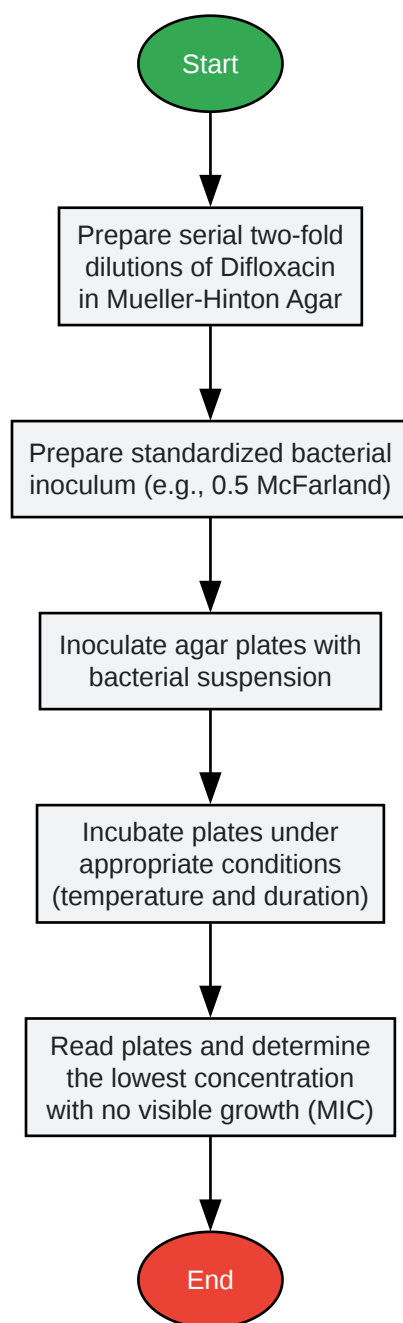 Start
Prepare serial two-fold
dilutions of Difloxacin
in Mueller-Hinton Agar
Prepare standardized bacterial
inoculum (e.g., 0.5 McFarland)
Inoculate agar plates with
bacterial suspension
Incubate plates under
appropriate conditions
(temperature and duration)
Read plates and determine
the lowest concentration
with no visible growth (MIC)
End